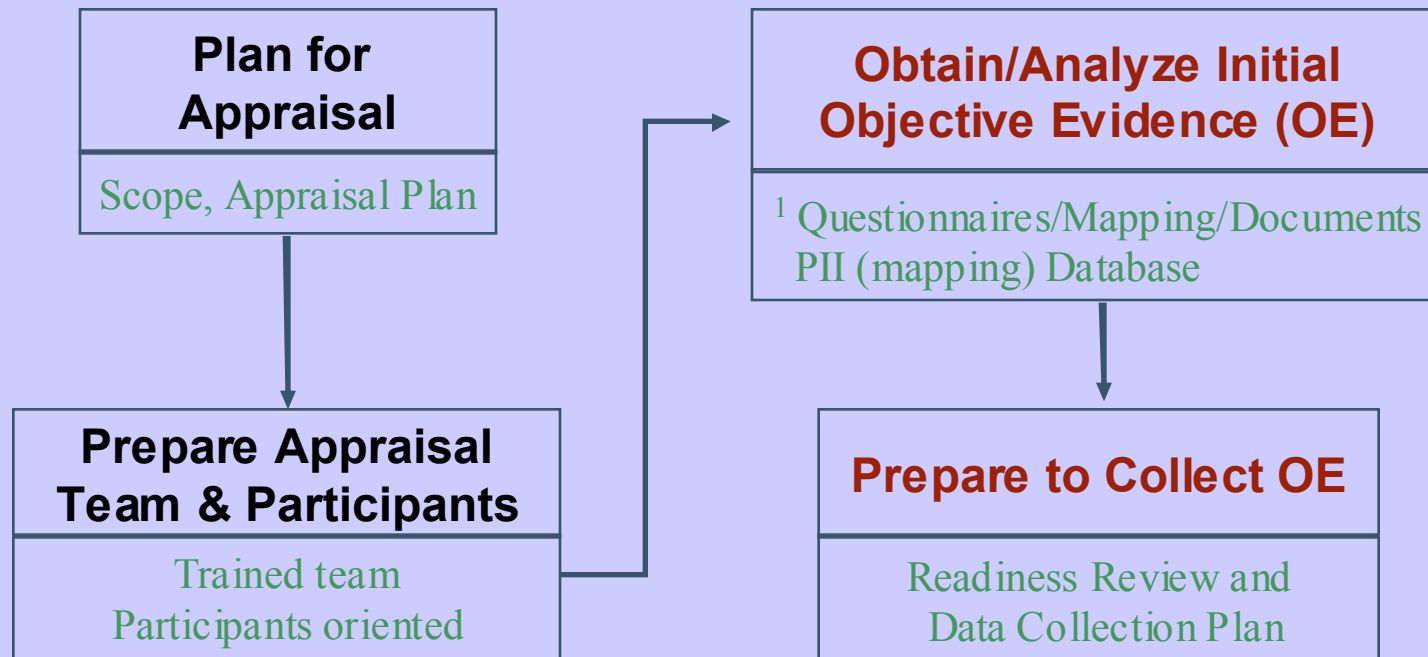 Plan for
Appraisal
Scope, Appraisal Plan
Prepare Appraisal
Team & Participants
Trained team
Participants oriented
Obtain/Analyze Initial
Objective Evidence (OE)
¹ Questionnaires/Mapping/Documents
PII (mapping) Database
Prepare to Collect OE
Readiness Review and
Data Collection Plan